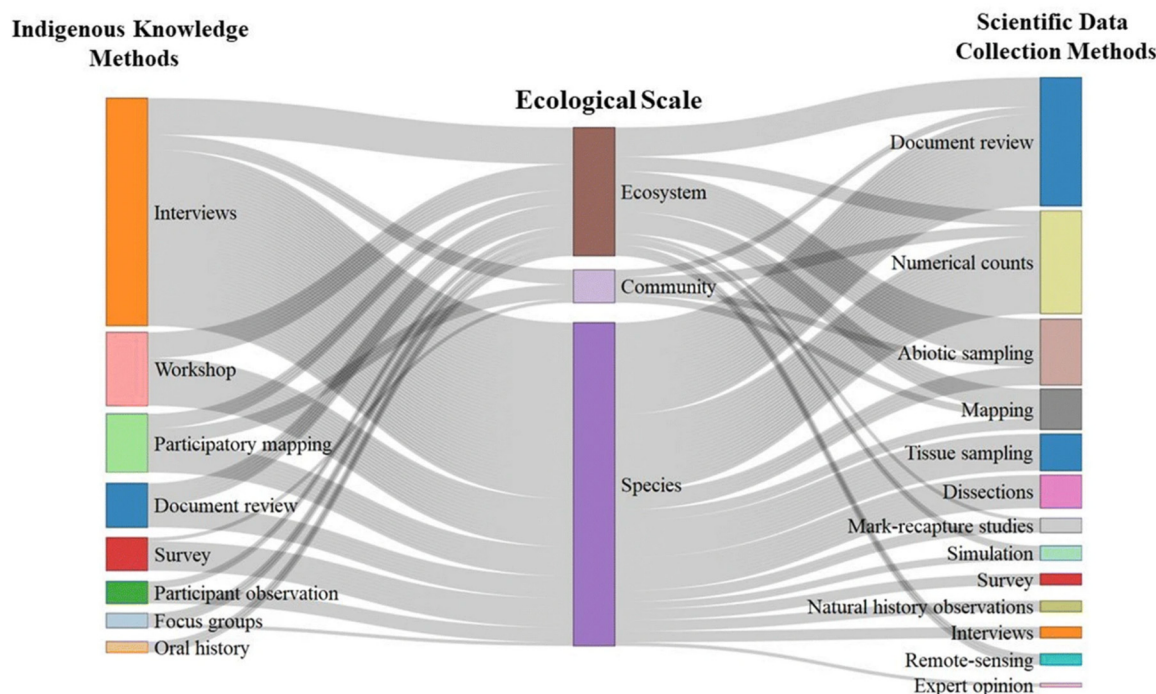 Indigenous Knowledge
Methods
Interviews
Workshop
Participatory mapping
Document review
Survey
Participant observation
Focus groups
Oral history
Ecological Scale
Ecosystem
Community
Species
Scientific Data
Collection Methods
Document review
Numerical counts
Abiotic sampling
Mapping
Tissue sampling
Dissections
Mark-recapture studies
Simulation
Survey
Natural history observations
Interviews
Remote-sensing
Expert opinion